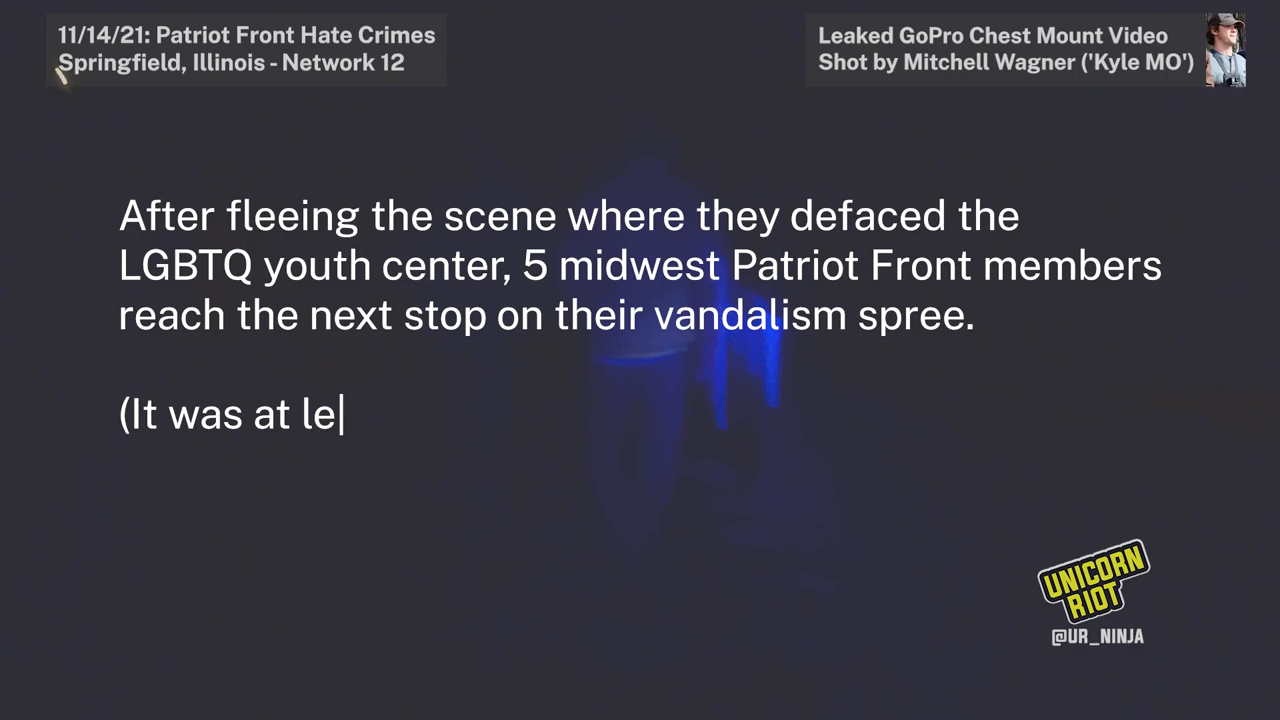 11/14/21: Patriot Front Hate Crimes
Springfield, Illinois - Network 12
Leaked GoPro Chest Mount Video
Shot by Mitchell Wagner ('Kyle MO')
After fleeing the scene where they defaced the
LGBTQ youth center, 5 midwest Patriot Front members
reach the next stop on their vandalism spree.
(It was at le|
UNICORN
RIOT
@UR_NINJA